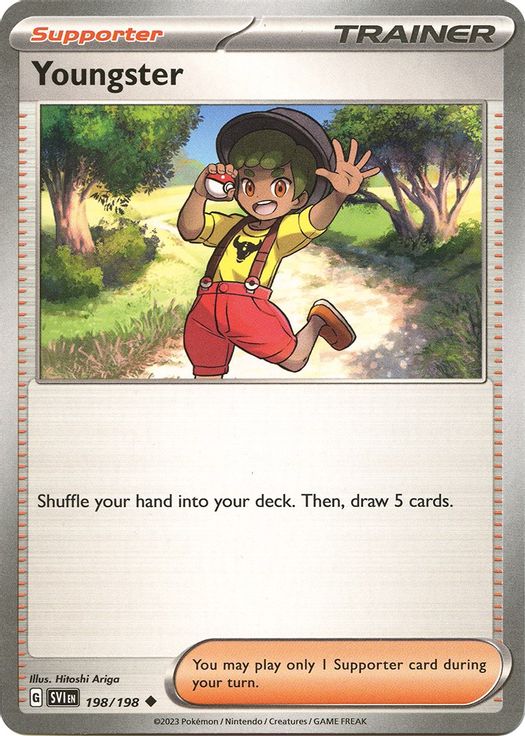 Supporter
TRAINER
Youngster
Shuffle your hand into your deck. Then, draw 5 cards.
Illus. Hitoshi Ariga
You may play only 1 Supporter card during
your turn.
G SVI EN 198/198 ◆
©2023 Pokémon / Nintendo / Creatures / GAME FREAK